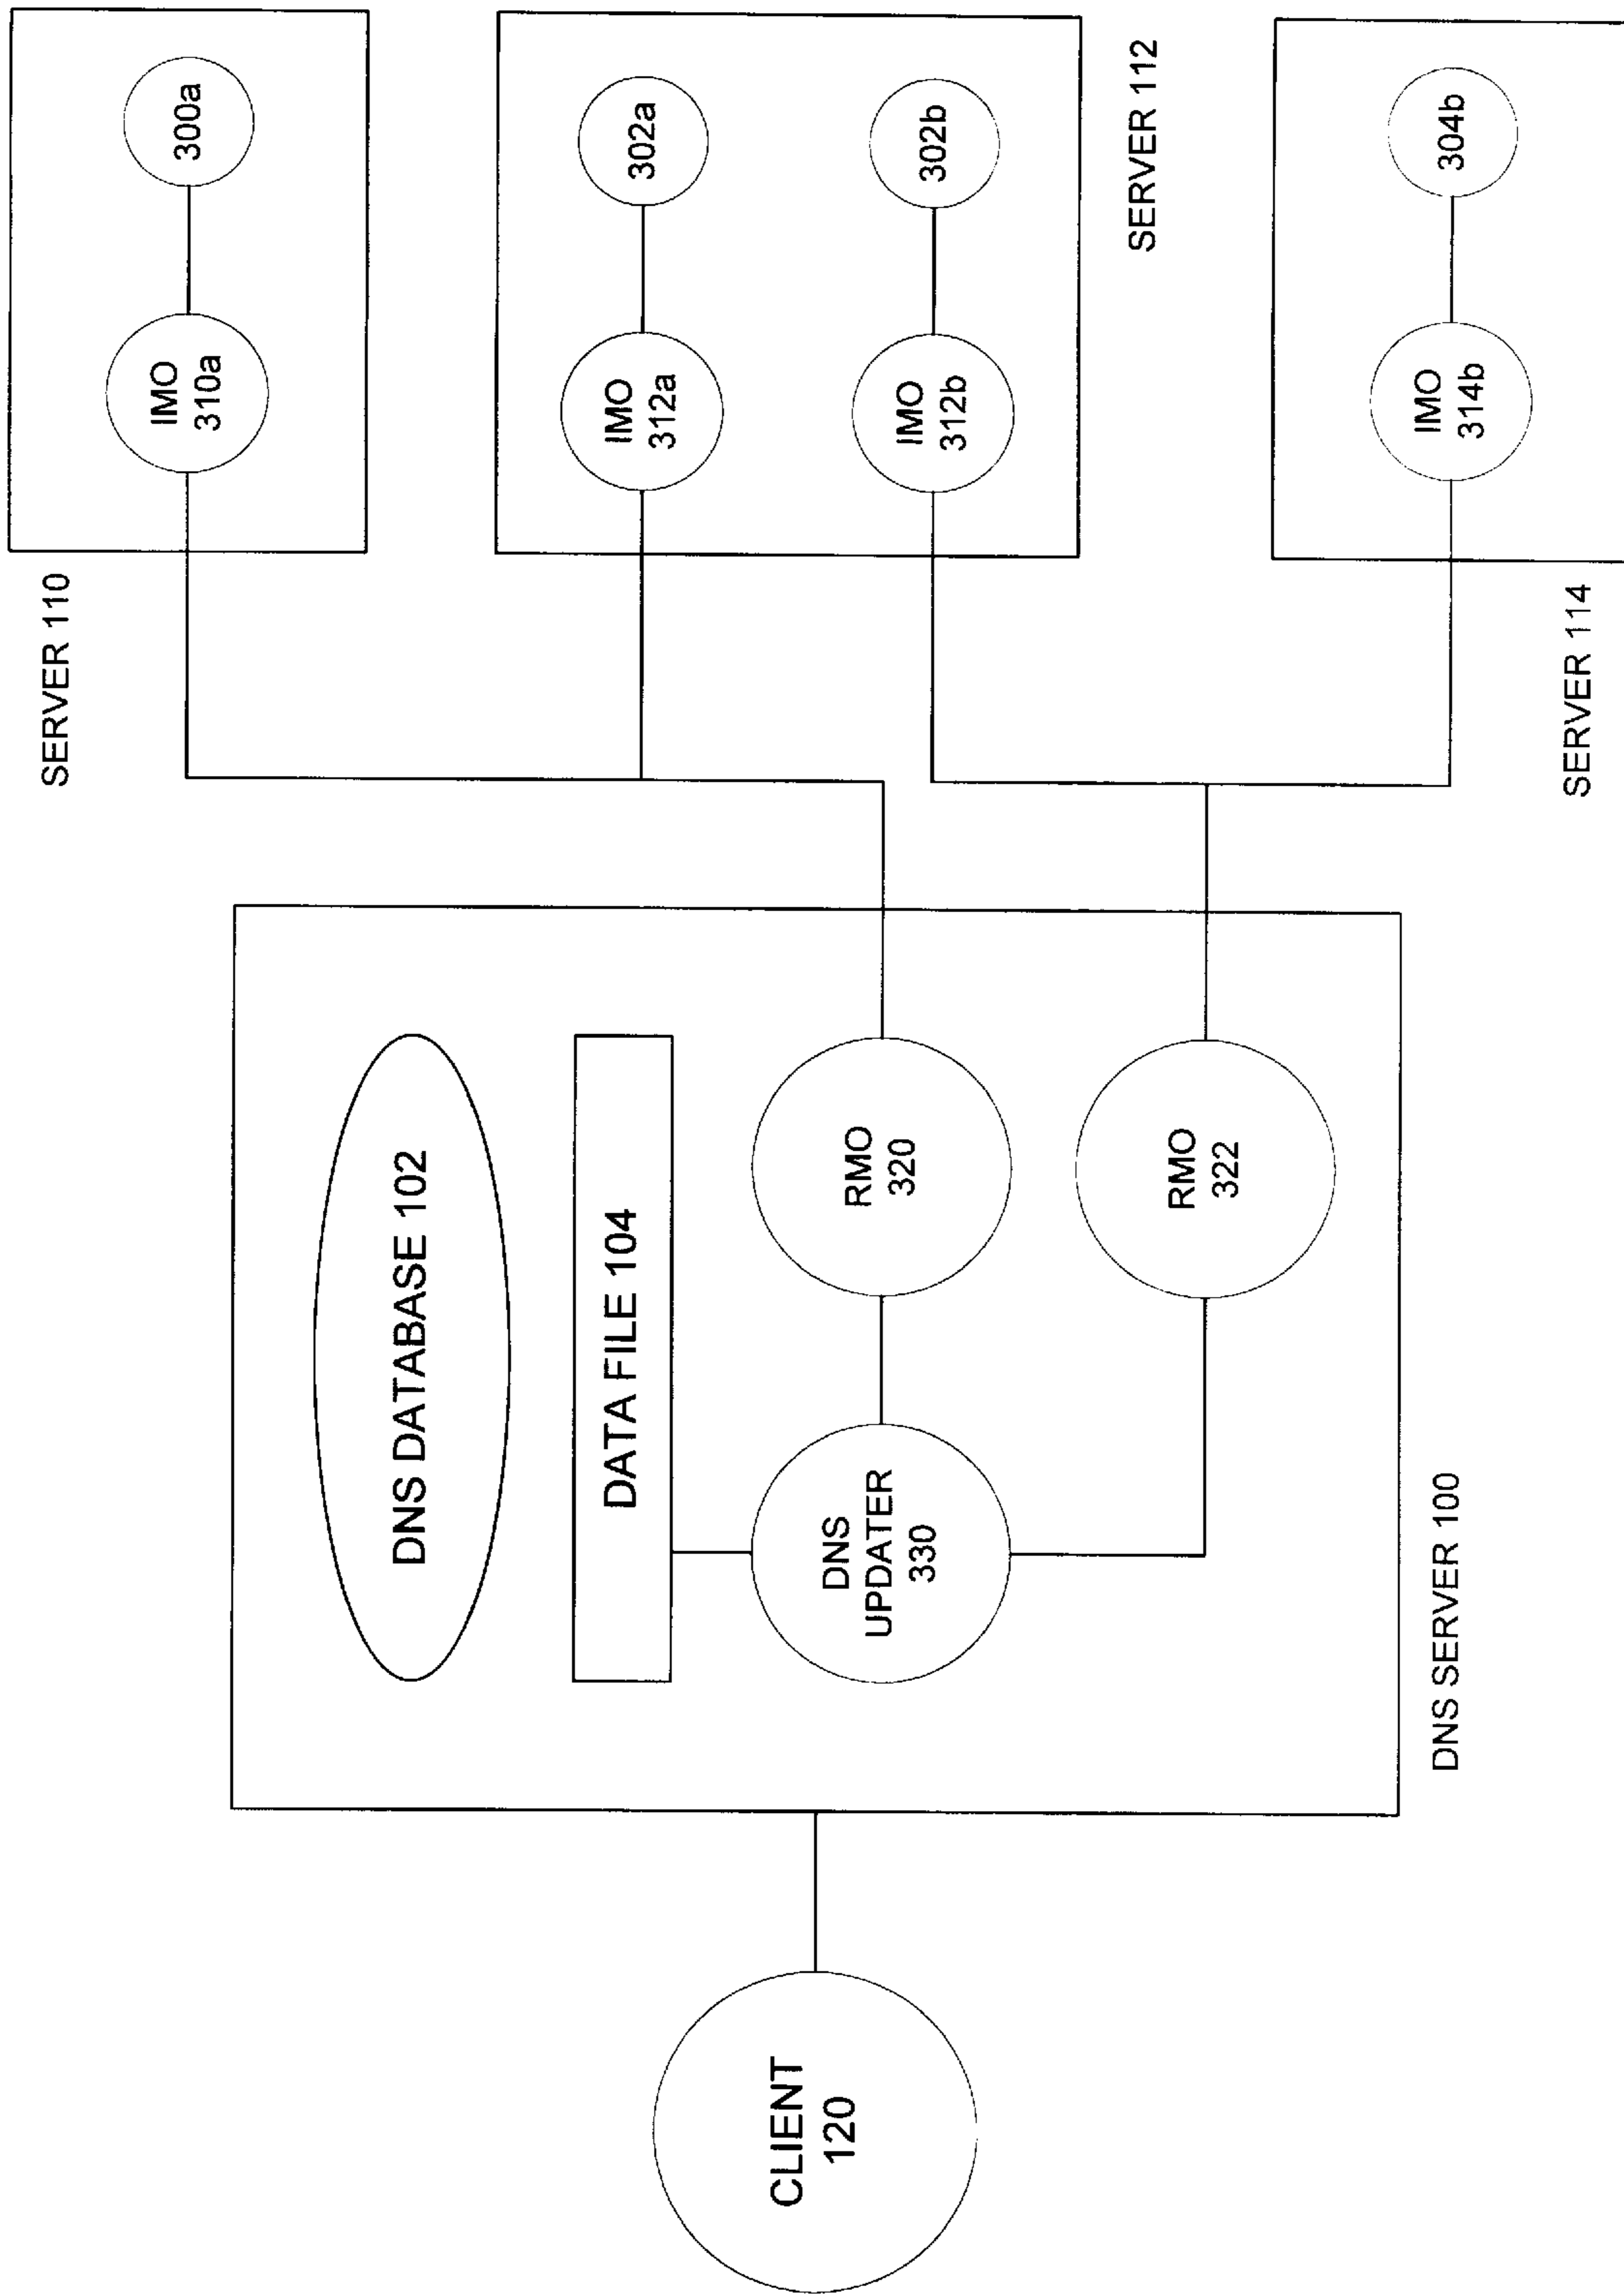 CLIENT
120
DNS DATABASE 102
DATA FILE 104
DNS
UPDATER
330
RMO
320
RMO
322
DNS SERVER 100
SERVER 110
IMO
310a
300a
IMO
312a
302a
IMO
312b
302b
SERVER 112
IMO
314b
304b
SERVER 114